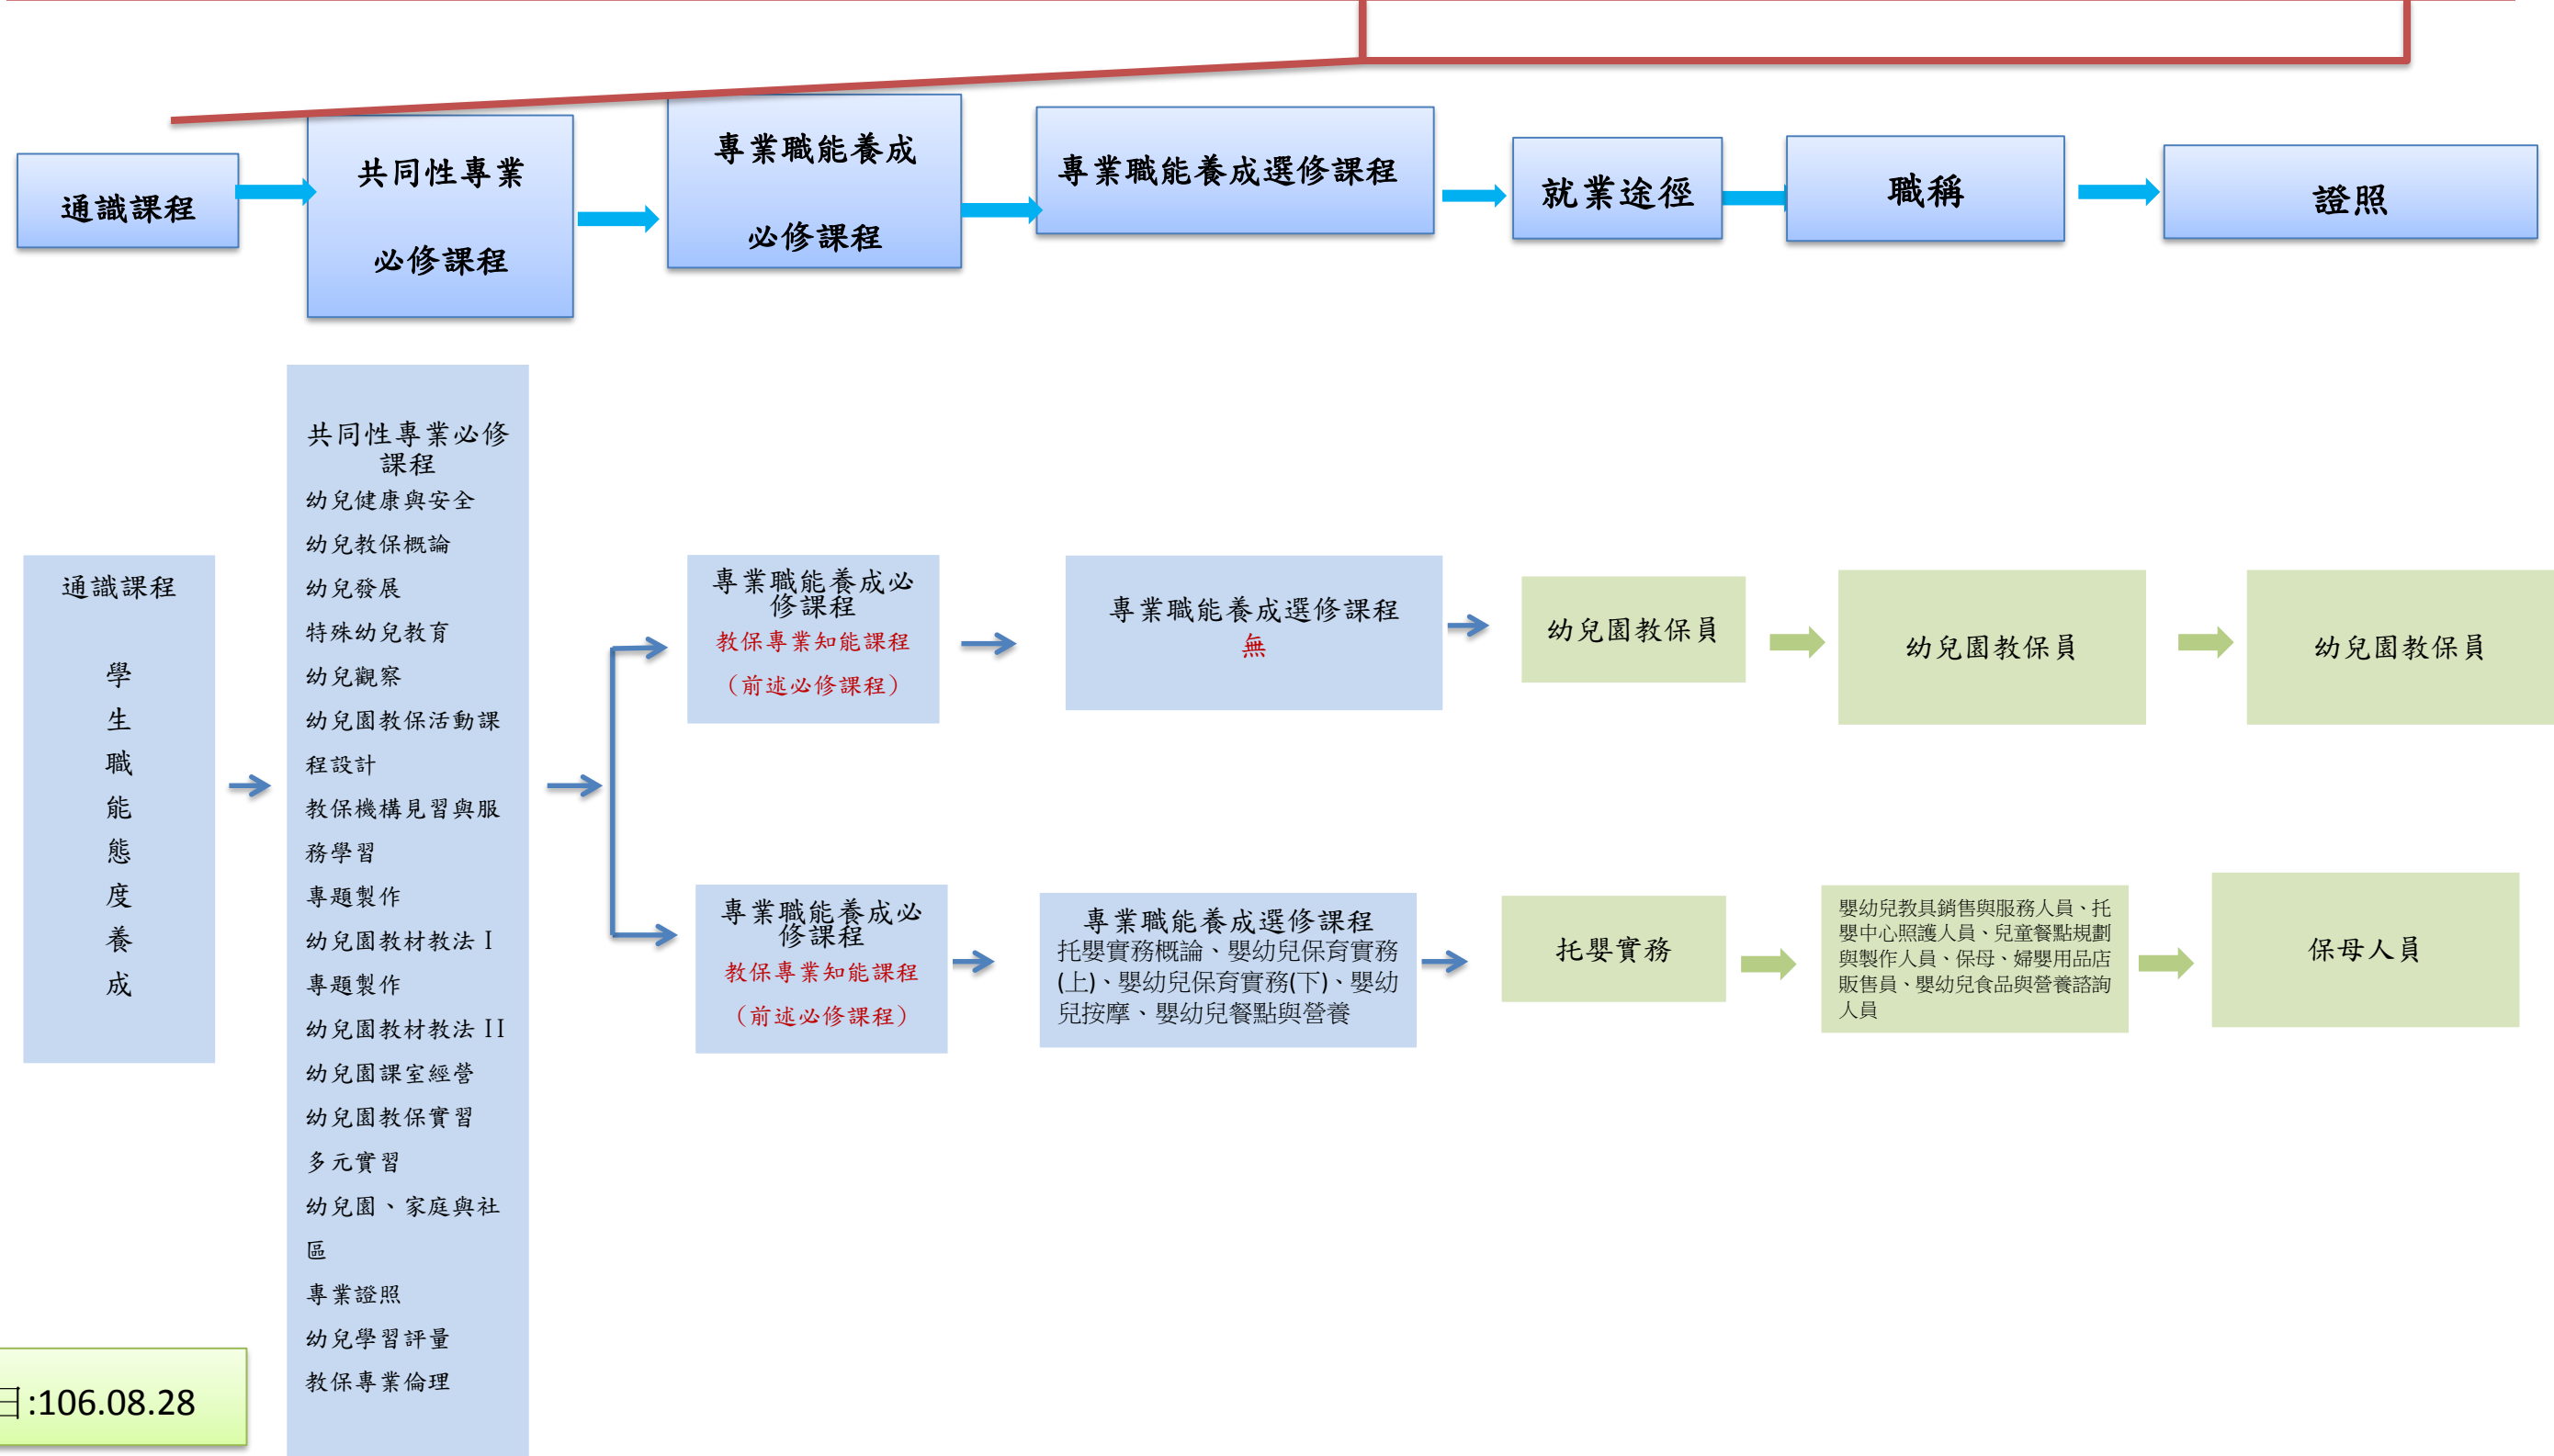 通識課程
共同性專業
必修課程
專業職能養成
必修課程
專業職能養成選修課程
就業途徑
職稱
證照
通識課程
學
生
職
能
態
度
養
成
共同性專業必修
課程
幼兒健康與安全
幼兒教保概論
幼兒發展
特殊幼兒教育
幼兒觀察
幼兒園教保活動課
程設計
教保機構見習與服
務學習
專題製作
幼兒園教材教法 I
專題製作
幼兒園教材教法 II
幼兒園課室經營
幼兒園教保實習
多元實習
幼兒園、家庭與社
區
專業證照
幼兒學習評量
教保專業倫理
專業職能養成必
修課程
教保專業知能課程
（前述必修課程）
專業職能養成選修課程
無
幼兒園教保員
幼兒園教保員
幼兒園教保員
專業職能養成必
修課程
教保專業知能課程
（前述必修課程）
專業職能養成選修課程
托嬰實務概論、嬰幼兒保育實務
(上)、嬰幼兒保育實務(下)、嬰幼
兒按摩、嬰幼兒餐點與營養
托嬰實務
嬰幼兒教具銷售與服務人員、托
嬰中心照護人員、兒童餐點規劃
與製作人員、保母、婦嬰用品店
販售員、嬰幼兒食品與營養諮詢
人員
保母人員
日:106.08.28